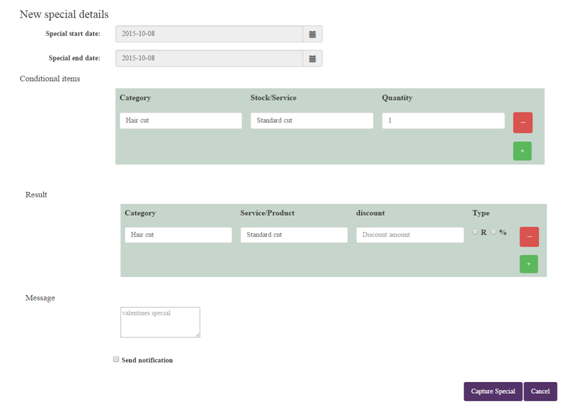 New special details
Special start date: 2015-10-08
Special end date: 2015-10-08
Conditional items
Category Stock/Service Quantity
Hair cut Standard cut 1
−
+
Result
Category Service/Product discount Type
Hair cut Standard cut Discount amount R %
−
+
Message
valentines special
Send notification
Capture Special Cancel